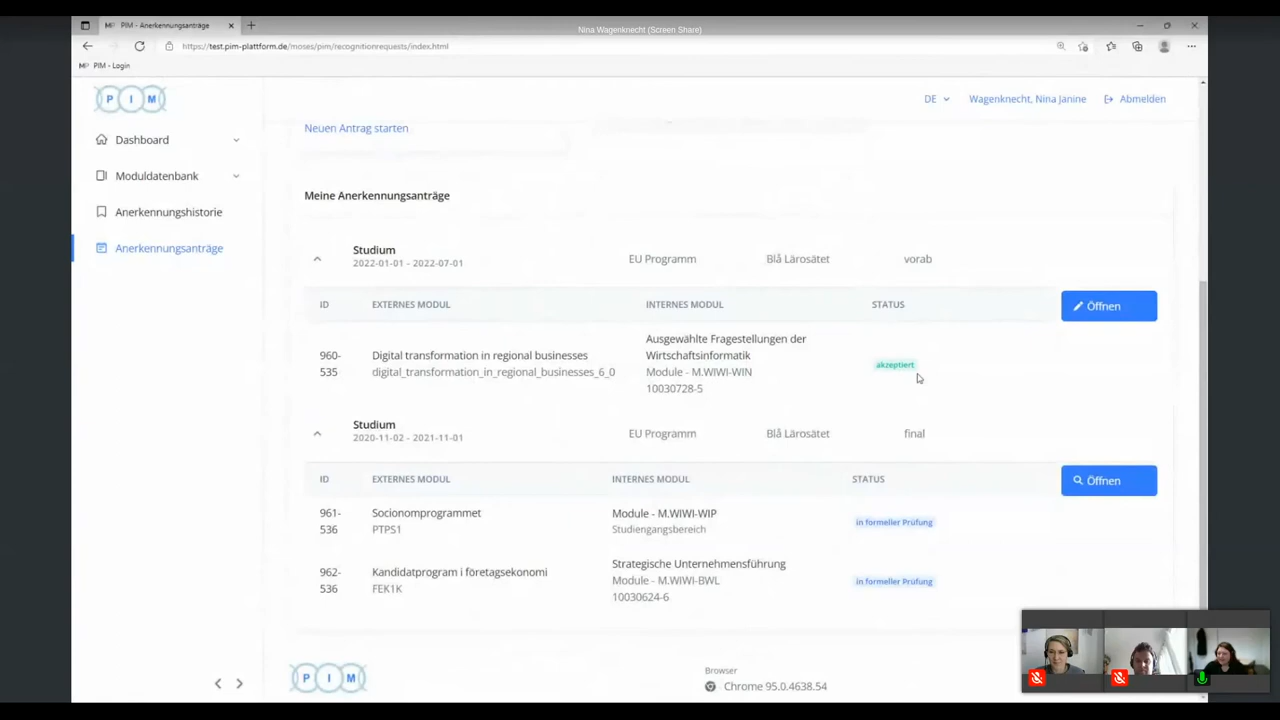 MP PIM - Anerkennungsanträge
Nina Wagenknecht (Screen Share)
https://test.pim-plattform.de/moses/pim/recognitionrequests/index.html
MP PIM - Login
P I M
DE
Wagenknecht, Nina Janine
Abmelden
Dashboard
Moduldatenbank
Anerkennungshistorie
Anerkennungsanträge
Neuen Antrag starten
Meine Anerkennungsanträge
Studium
2022-01-01 - 2022-07-01
EU Programm
Blå Lärosätet
vorab
ID EXTERNES MODUL INTERNES MODUL STATUS
Öffnen
960-
535
Digital transformation in regional businesses
digital_transformation_in_regional_businesses_6_0
Ausgewählte Fragestellungen der
Wirtschaftsinformatik
Module - M.WIWI-WIN
10030728-5
akzeptiert
Studium
2020-11-02 - 2021-11-01
EU Programm
Blå Lärosätet
final
ID EXTERNES MODUL INTERNES MODUL STATUS
Öffnen
961-
536
Socionomprogrammet
PTPS1
Module - M.WIWI-WIP
Studiengangsbereich
in formeller Prüfung
962-
536
Kandidatprogram i företagsekonomi
FEK1K
Strategische Unternehmensführung
Module - M.WIWI-BWL
10030624-6
in formeller Prüfung
P I M
Browser
Chrome 95.0.4638.54